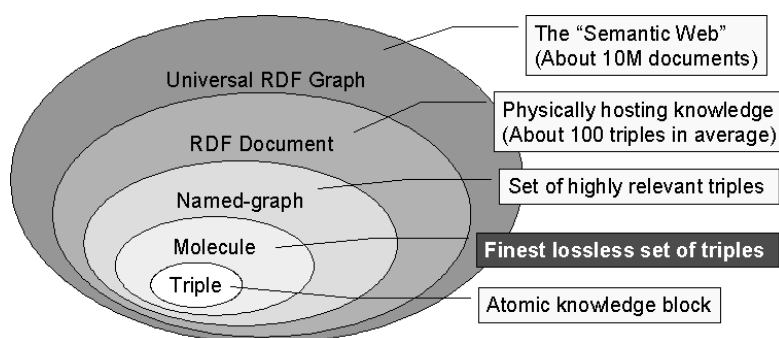 The “Semantic Web”
(About 10M documents)
Universal RDF Graph
Physically hosting knowledge
(About 100 triples in average)
RDF Document
Set of highly relevant triples
Named-graph
Molecule
Finest lossless set of triples
Triple
Atomic knowledge block